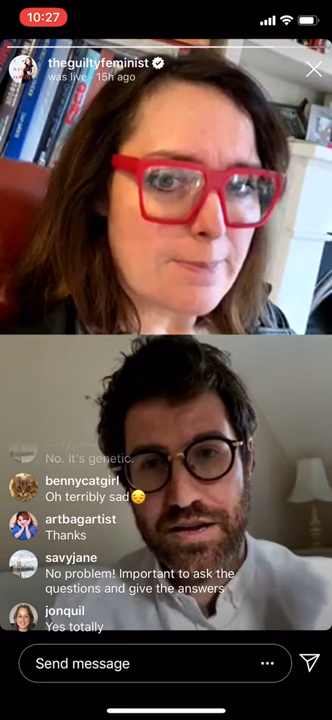 10:27
theguiltyfeminist
was live · 15h ago
No. It's genetic.
bennycatgirl
Oh terribly sad😔
artbagartist
Thanks
savyjane
No problem! Important to ask the
questions and give the answers
jonquil
Yes totally
Send message